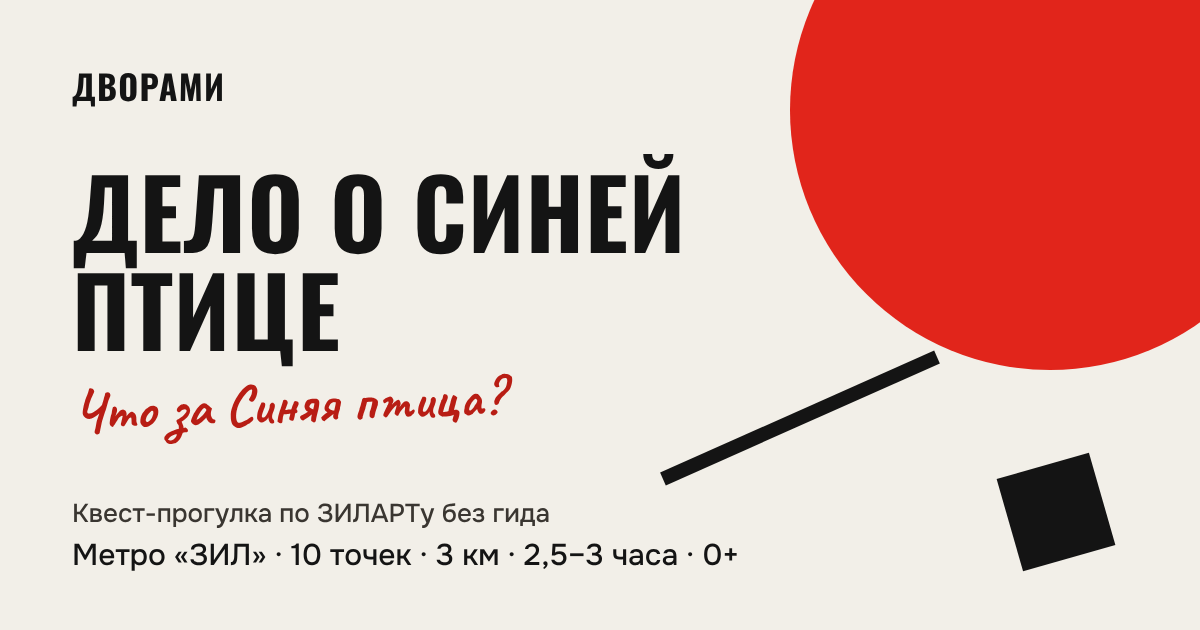 ДВОРАМИ
ДЕЛО О СИНЕЙ
ПТИЦЕ
Что за Синяя птица?
Квест-прогулка по ЗИЛАРТу без гида
Метро «ЗИЛ» · 10 точек · 3 км · 2,5–3 часа · 0+